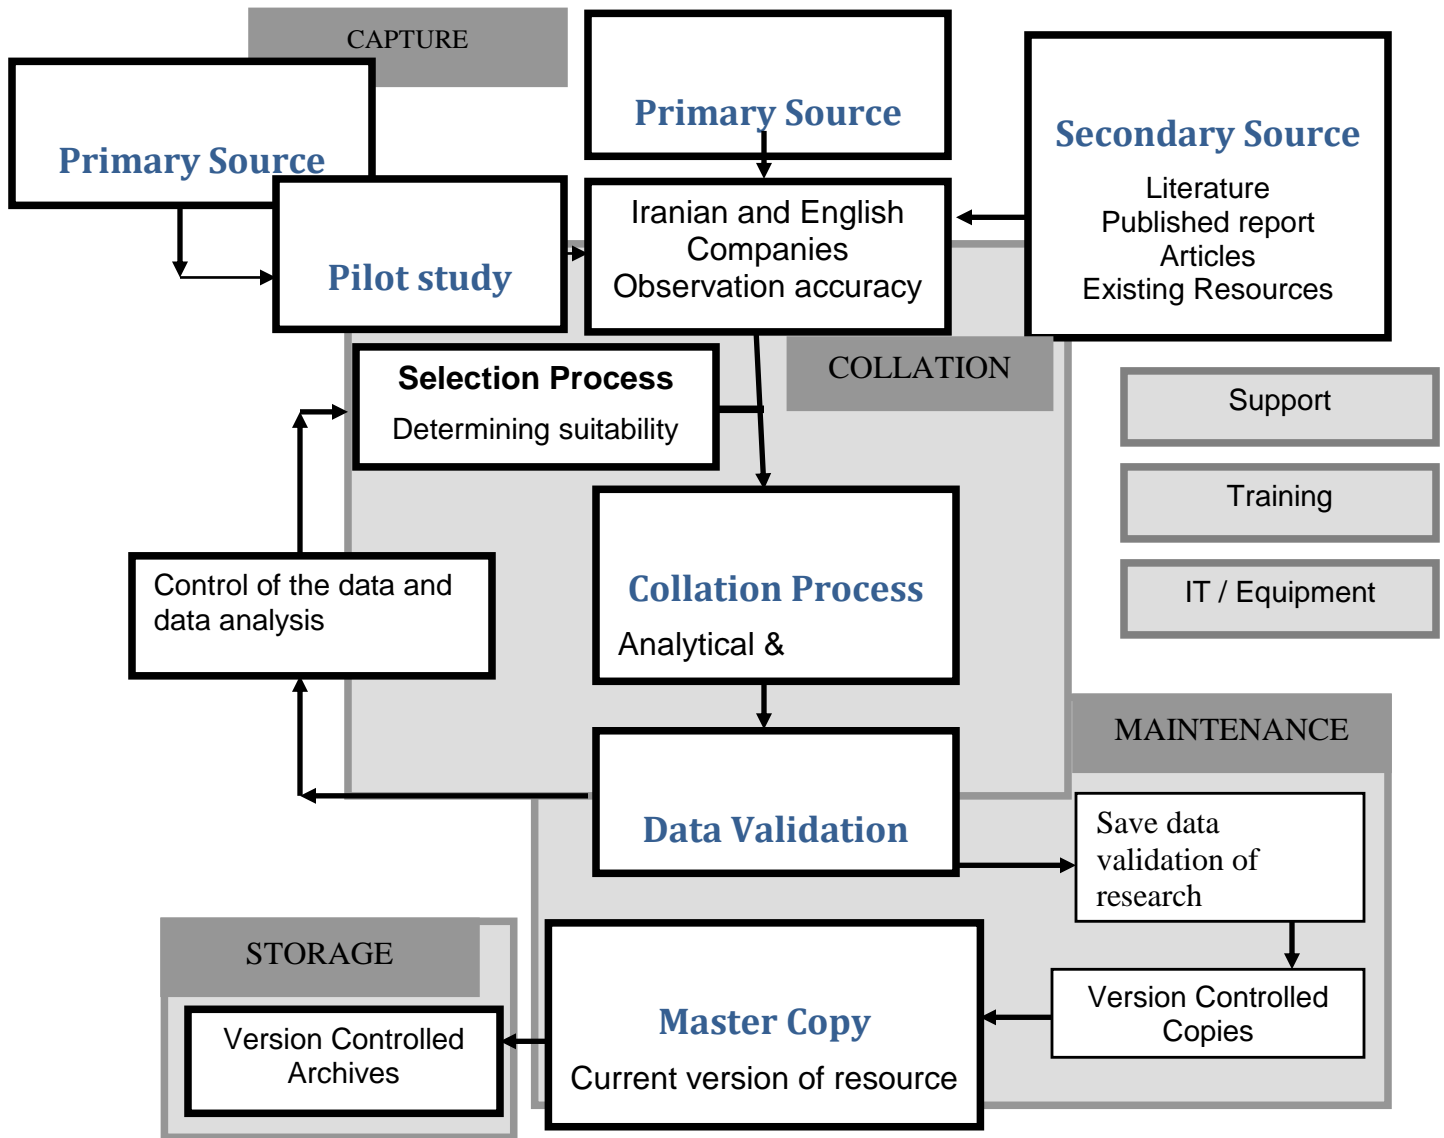 CAPTURE
Primary Source
Primary Source
Secondary Source
Literature
Published report
Articles
Existing Resources
Pilot study
Iranian and English
Companies
Observation accuracy
COLLATION
Selection Process
Determining suitability
Support
Training
IT / Equipment
Control of the data and
data analysis
Collation Process
Analytical &
MAINTENANCE
Data Validation
Save data
validation of
research
STORAGE
Version Controlled
Archives
Master Copy
Current version of resource
Version Controlled
Copies